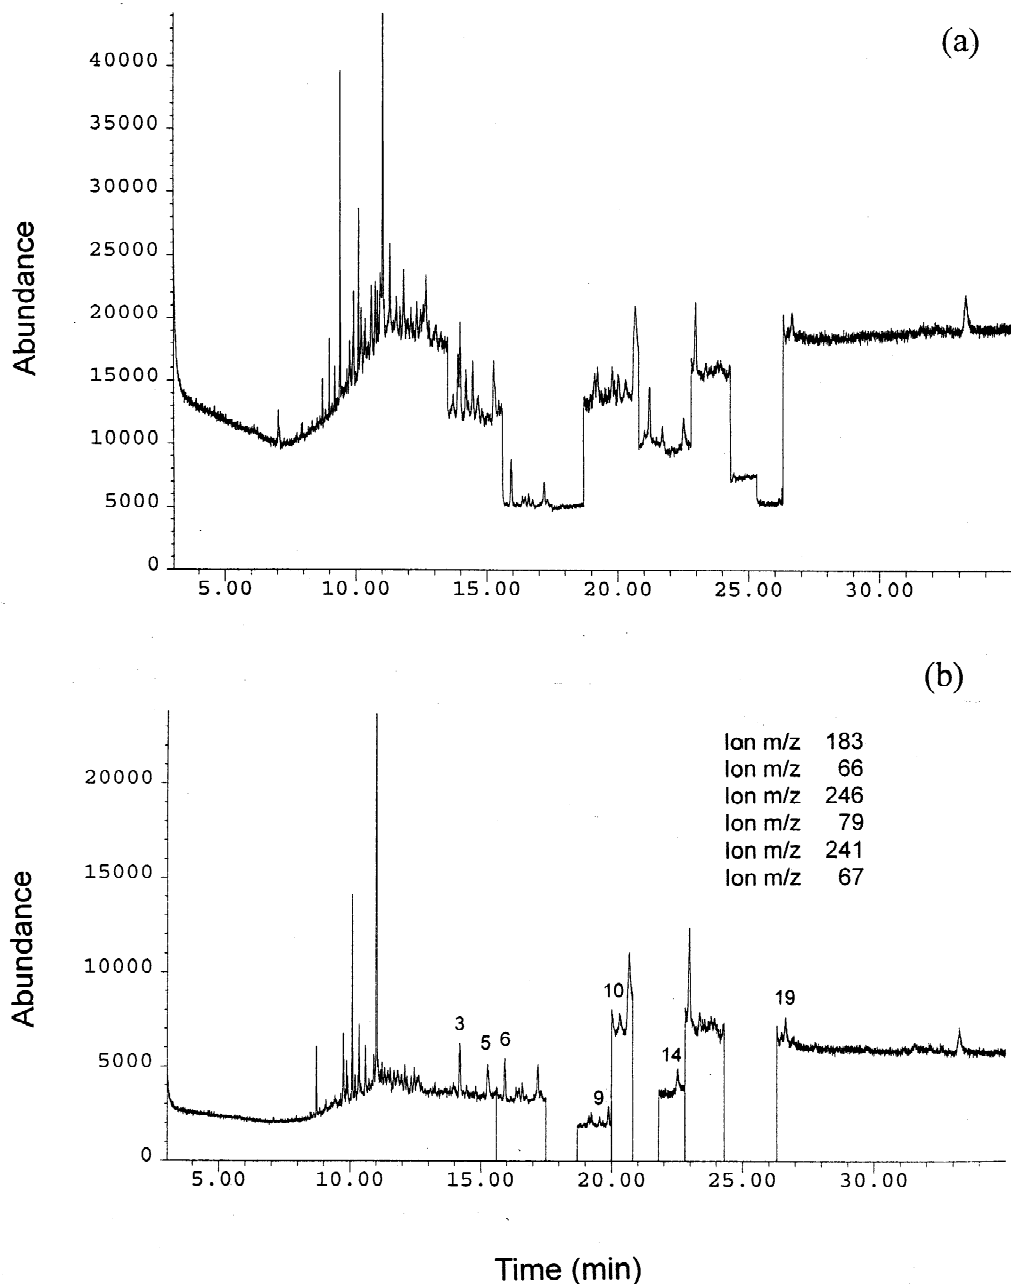 (a)
Abundance
40000
35000
30000
25000
20000
15000
10000
5000
0
5.00 10.00 15.00 20.00 25.00 30.00
(b)
Abundance
Ion m/z 183
Ion m/z 66
Ion m/z 246
Ion m/z 79
Ion m/z 241
Ion m/z 67
20000
15000
10000
5000
0
3
5
6
9
10
14
19
5.00 10.00 15.00 20.00 25.00 30.00
Time (min)